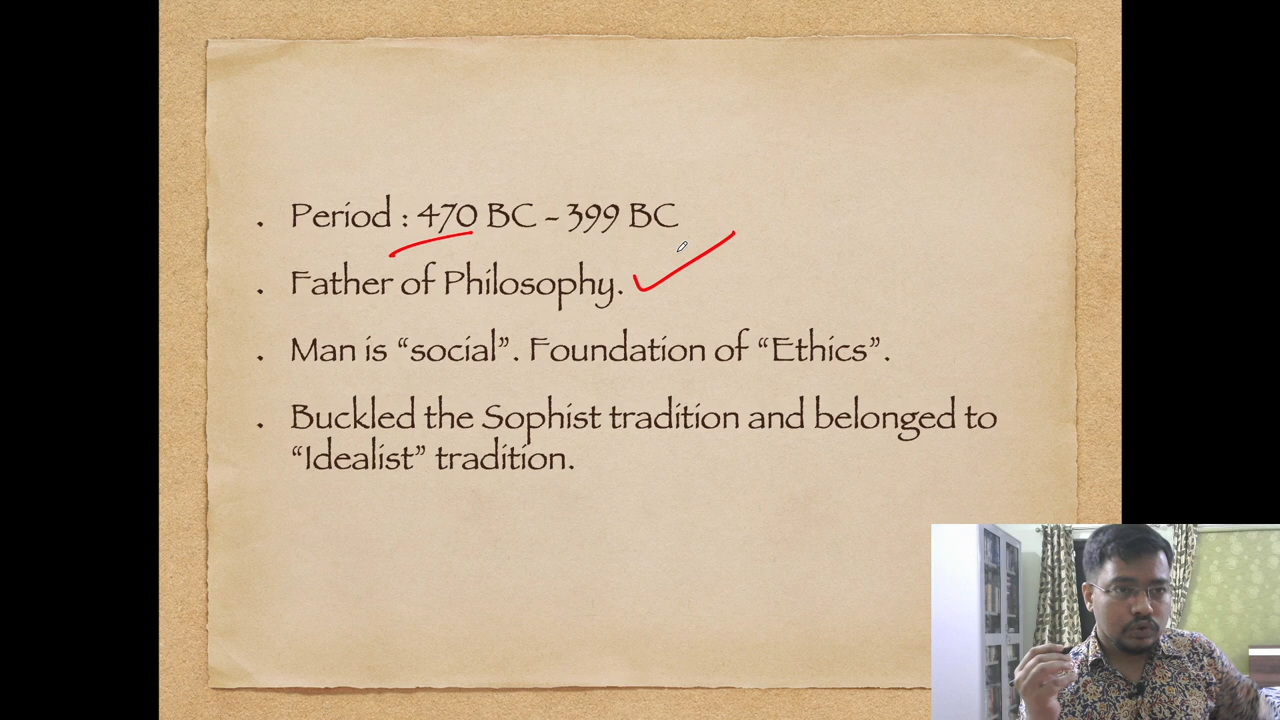 . Period : 470 BC - 399 BC
. Father of Philosophy.
. Man is “social”. Foundation of “Ethics”.
. Buckled the Sophist tradition and belonged to
“Idealist” tradition.